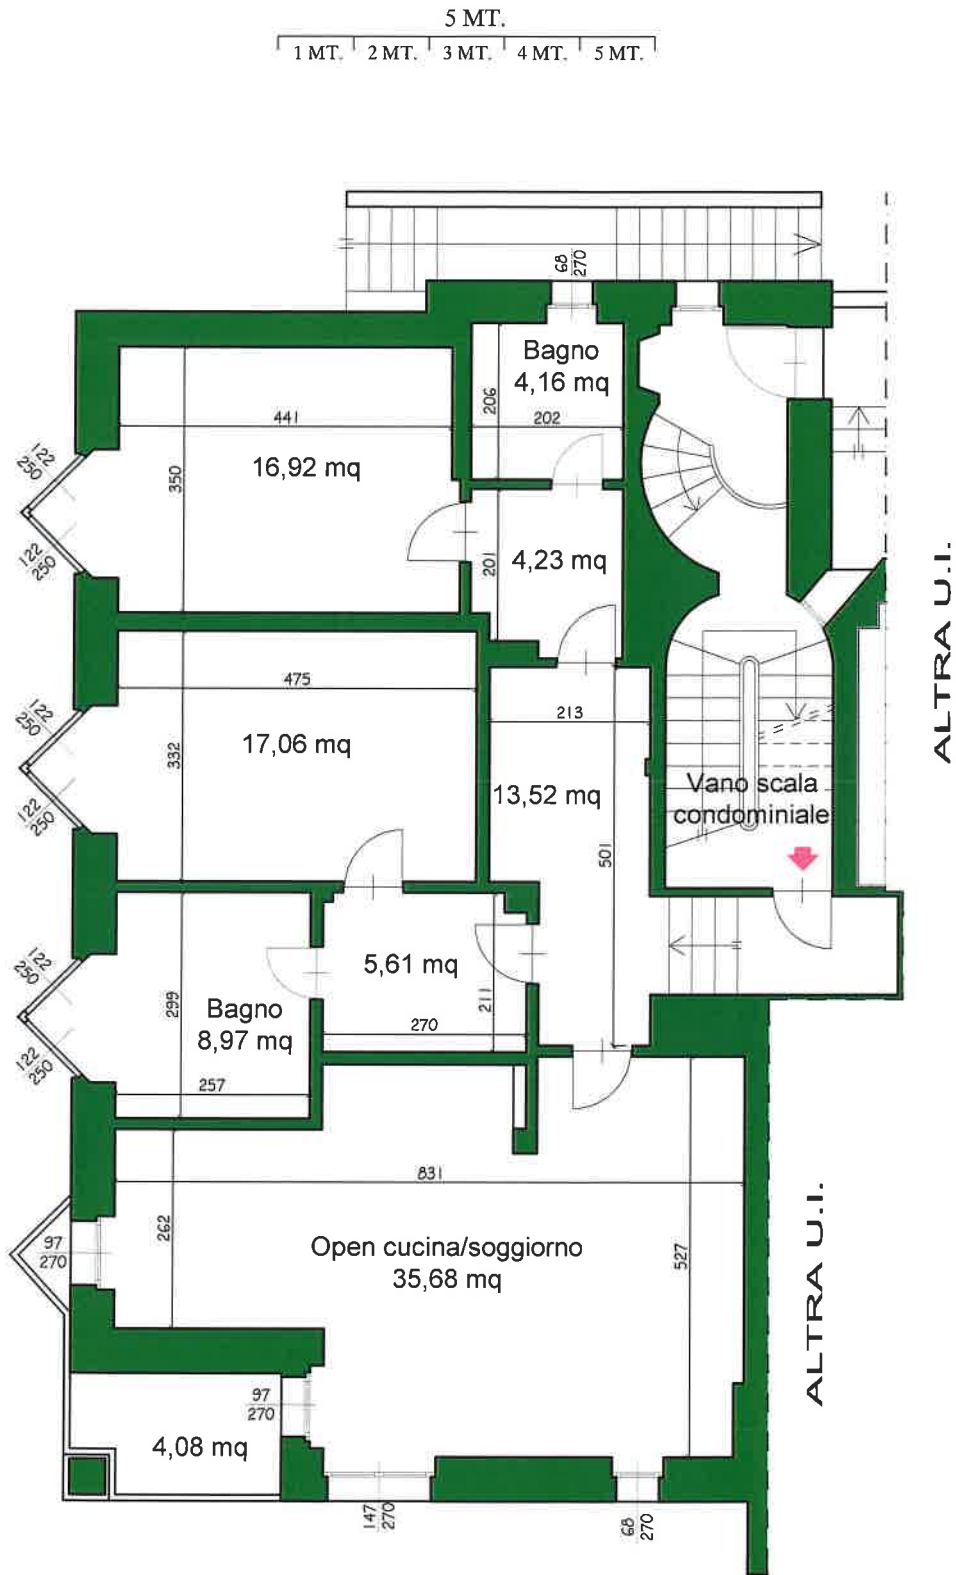 5 MT.
1 MT. 2 MT. 3 MT. 4 MT. 5 MT.
68
270
Bagno
4,16 mq
206
202
441
350
16,92 mq
122
250
122
250
201
4,23 mq
ALTRA U.I.
475
332
17,06 mq
122
250
122
250
213
13,52 mq
501
Vano scala
condominiale
122
250
122
250
299
Bagno
8,97 mq
257
5,61 mq
211
270
831
262
527
Open cucina/soggiorno
35,68 mq
97
270
ALTRA U.I.
97
270
4,08 mq
147
270
68
270